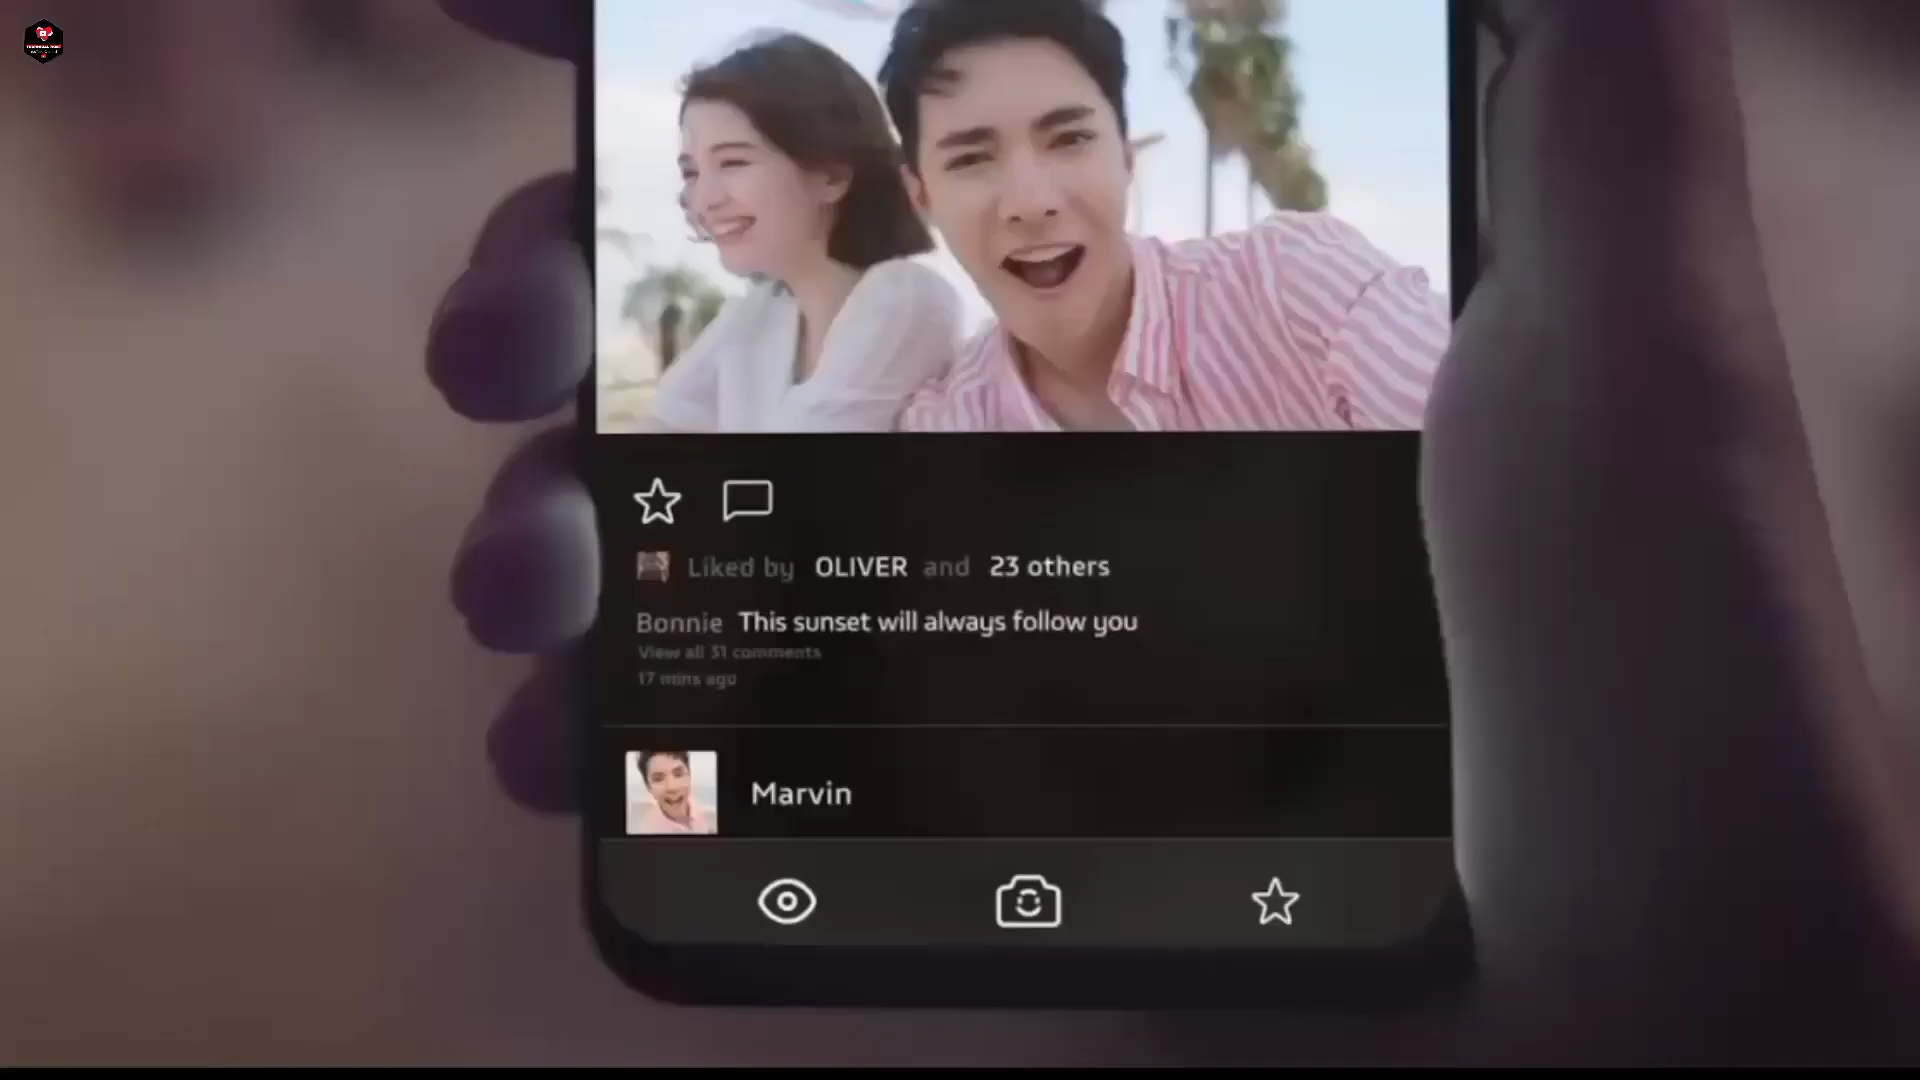 Liked by OLIVER and 23 others
Bonnie This sunset will always follow you
View all 31 comments
17 mins ago
Marvin